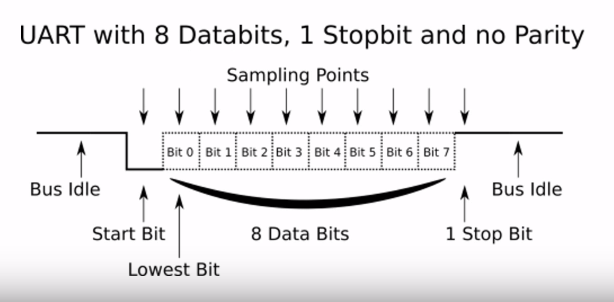 UART with 8 Databits, 1 Stopbit and no Parity
Sampling Points
Bit 0 Bit 1 Bit 2 Bit 3 Bit 4 Bit 5 Bit 6 Bit 7
Bus Idle
Bus Idle
Start Bit
8 Data Bits
1 Stop Bit
Lowest Bit